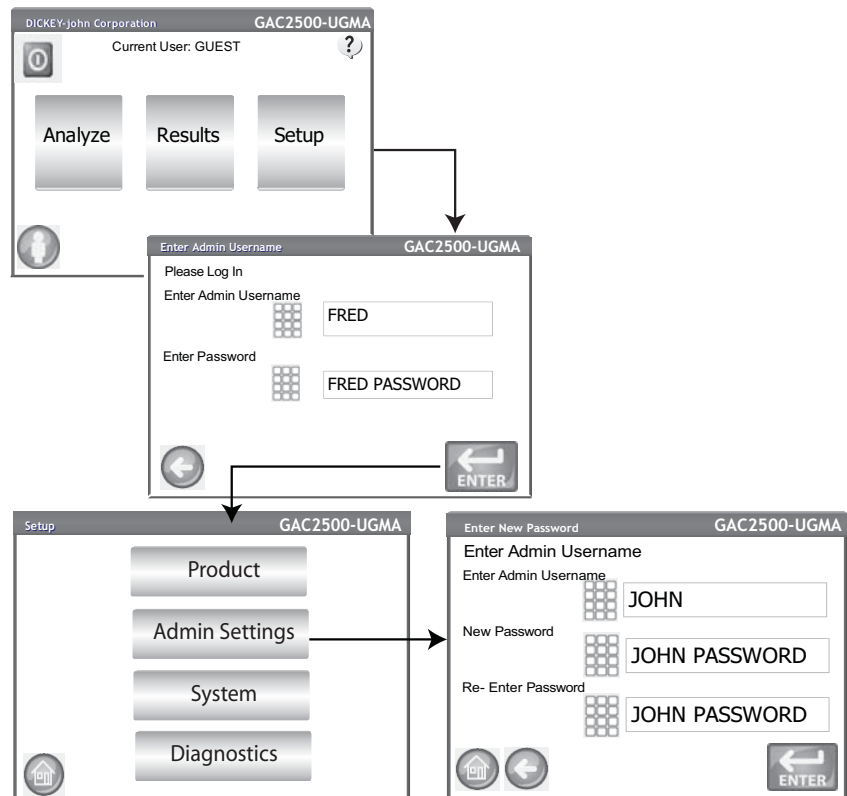 DICKEY-john Corporation GAC2500-UGMA
Current User: GUEST
?
Analyze Results Setup
Enter Admin Username GAC2500-UGMA
Please Log In
Enter Admin Username
FRED
Enter Password
FRED PASSWORD
ENTER
Setup GAC2500-UGMA
Product
Admin Settings
System
Diagnostics
Enter New Password GAC2500-UGMA
Enter Admin Username
Enter Admin Username
JOHN
New Password
JOHN PASSWORD
Re- Enter Password
JOHN PASSWORD
ENTER